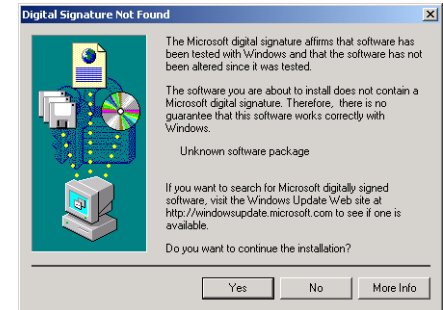 Digital Signature Not Found
The Microsoft digital signature affirms that software has
been tested with Windows and that the software has not
been altered since it was tested.
The software you are about to install does not contain a
Microsoft digital signature. Therefore, there is no
guarantee that this software works correctly with
Windows.
Unknown software package
If you want to search for Microsoft digitally signed
software, visit the Windows Update Web site at
http://windowsupdate.microsoft.com to see if one is
available.
Do you want to continue the installation?
Yes No More Info